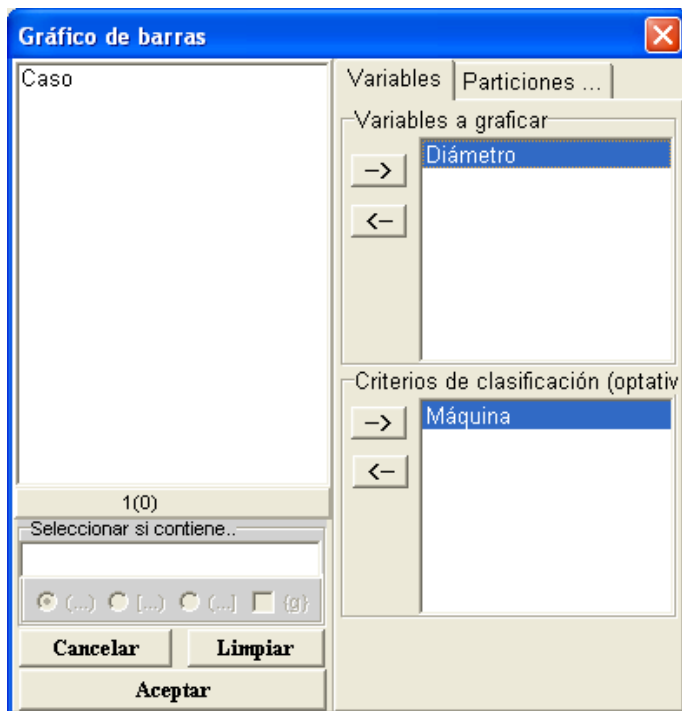 Gráfico de barras
Caso
1(0)
Seleccionar si contiene..
(...) [...) (...] {g}
Cancelar Limpiar
Aceptar
Variables Particiones ...
Variables a graficar
-->
<--
Diámetro
Criterios de clasificación (optativ
-->
<--
Máquina